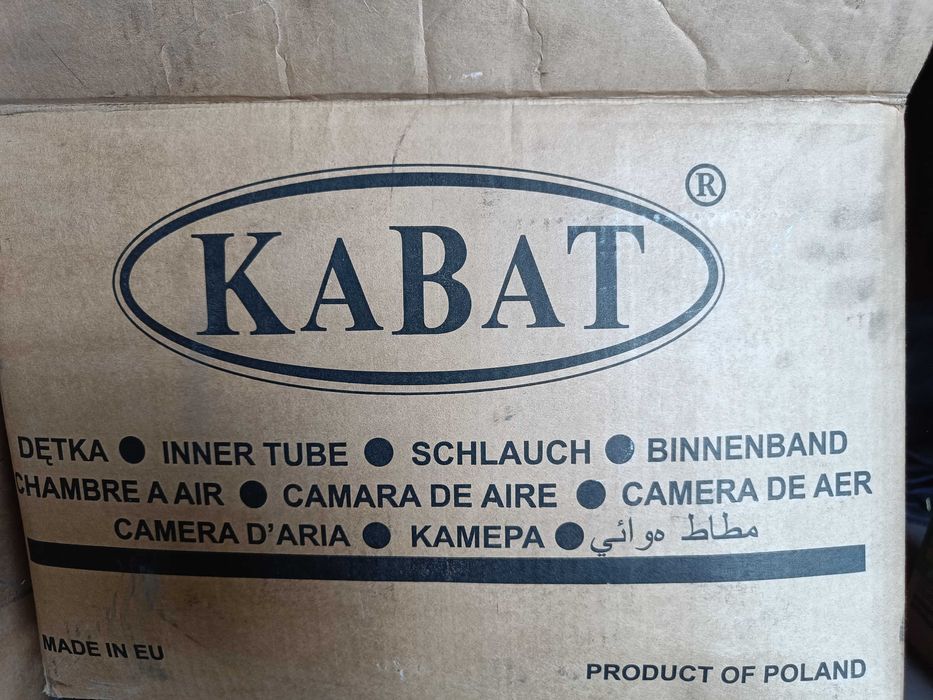 KABAT ®
DĘTKA ● INNER TUBE ● SCHLAUCH ● BINNENBAND
CHAMBRE A AIR ● CAMARA DE AIRE ● CAMERA DE AER
CAMERA D'ARIA ● КАМЕРА ● مطاط هوائي
MADE IN EU
PRODUCT OF POLAND